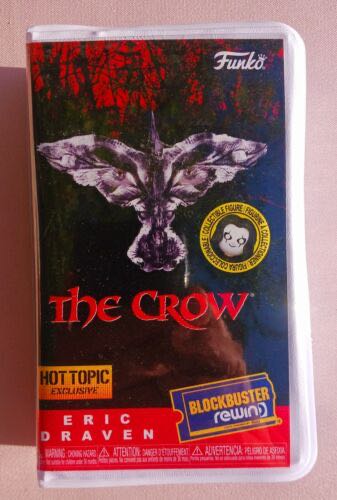 Funko®
COLLECTIBLE FIGURE • FIGURINE À COLLECTIONNER • FIGURA COLECCIONABLE •
THE CROW®
HOT TOPIC
EXCLUSIVE
BLOCKBUSTER
rewind
ERIC
DRAVEN
WARNING: CHOKING HAZARD. ATTENTION: DANGER D'ÉTOUFFEMENT. ADVERTENCIA: PELIGRO DE ASFIXIA.